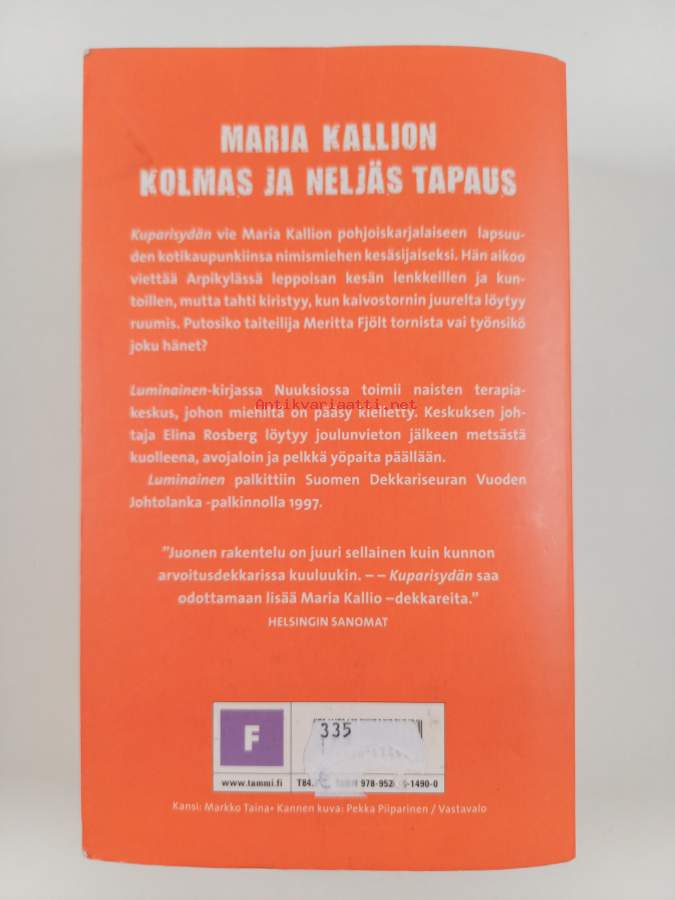 MARIA KALLION
KOLMAS JA NELJÄS TAPAUS
Kuparisydän vie Maria Kallion pohjoiskarjalaiseen lapsuu-
den kotikaupunkiinsa nimismiehen kesäsijaiseksi. Hän aikoo
viettää Arpikylässä leppoisan kesän lenkkeillen ja kun-
toillen, mutta tahti kiristyy, kun kaivostornin juurelta löytyy
ruumis. Putosiko taiteilija Meritta Fjölt tornista vai työnsikö
joku hänet?
Luminainen-kirjassa Nuuksiossa toimii naisten terapia-
keskus, johon miehiltä on pääsy kielletty. Keskuksen joh-
Antikvariaatti.net
taja Elina Rosberg löytyy joulunvieton jälkeen metsästä
kuolleena, avojaloin ja pelkkä yöpaita päällään.
Luminainen palkittiin Suomen Dekkariseuran Vuoden
Johtolanka -palkinnolla 1997.
”Juonen rakentelu on juuri sellainen kuin kunnon
arvoitusdekkarissa kuuluukin. – – Kuparisydän saa
odottamaan lisää Maria Kallio –dekkareita.”
HELSINGIN SANOMAT
F
335
www.tammi.fi T84. 978-952 -1490-0
Kansi: Markko Taina• Kannen kuva: Pekka Piiparinen / Vastavalo